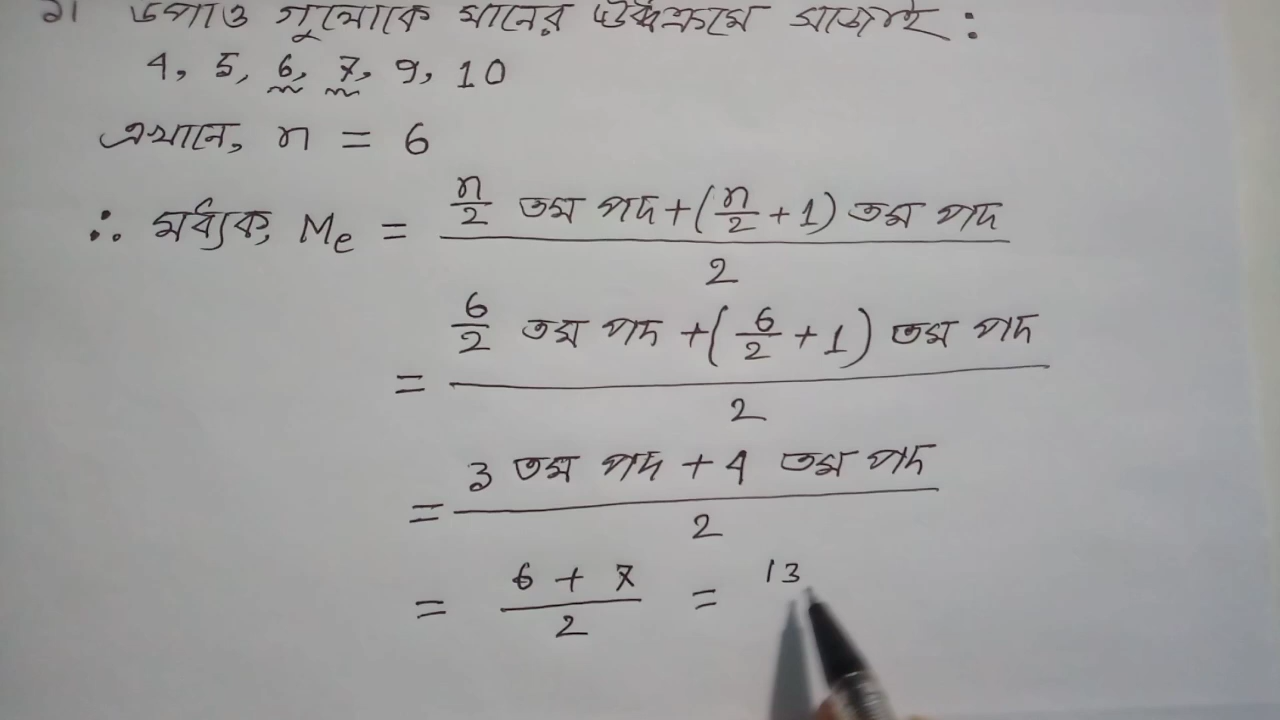 ১। উপাত্ত গুলোকে মানের ঊর্ধ্বক্রমে সাজাই :
4, 5, 6, 7, 9, 10
এখানে, n = 6
∴ মধ্যক, Me = n/2 তম পদ + (n/2 + 1) তম পদ / 2
= 6/2 তম পদ + (6/2 + 1) তম পদ / 2
= 3 তম পদ + 4 তম পদ / 2
= 6 + 7 / 2 = 13